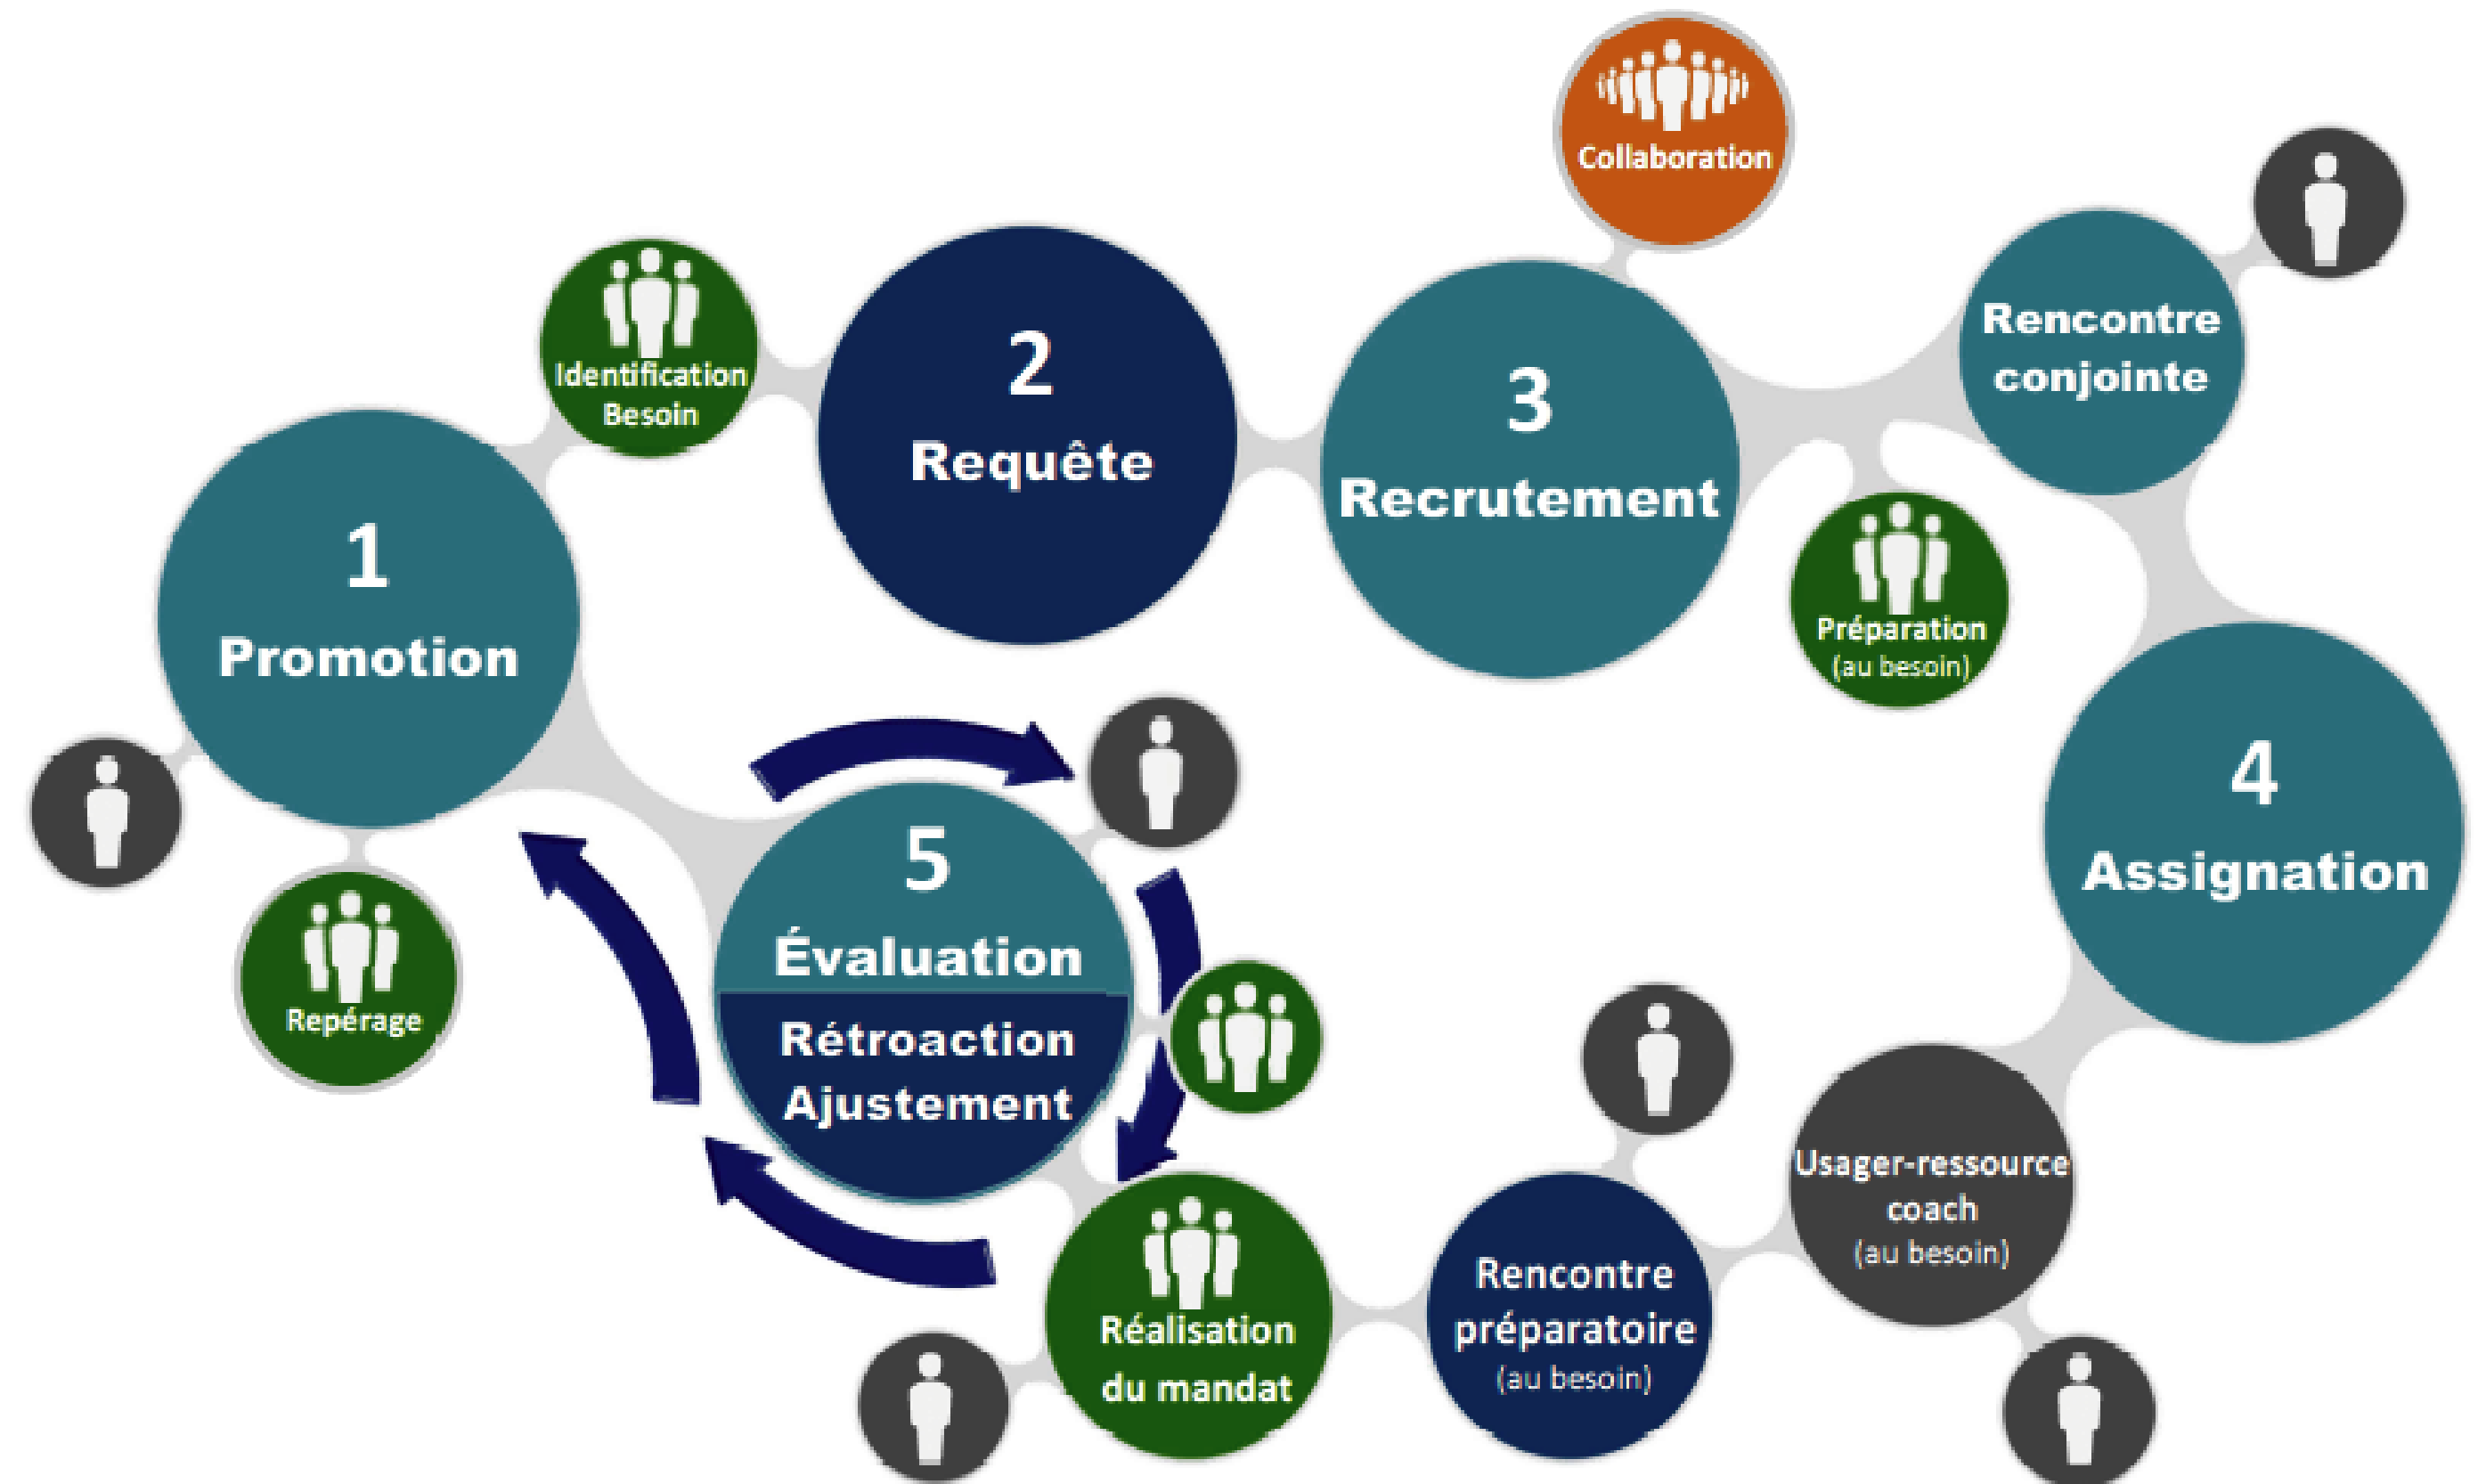 1
Promotion
Repérage
Identification
Besoin
2
Requête
3
Recrutement
Collaboration
Rencontre
conjointe
Préparation
(au besoin)
4
Assignation
Usager-ressource
coach
(au besoin)
Rencontre
préparatoire
(au besoin)
Réalisation
du mandat
5
Évaluation
Rétroaction
Ajustement